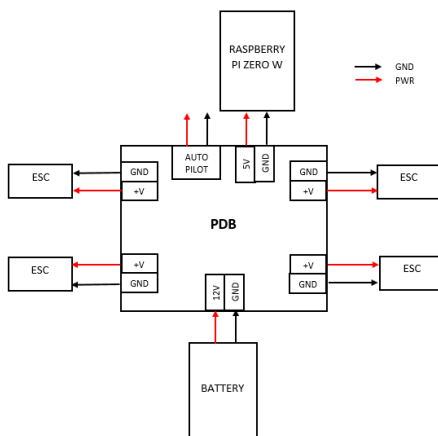 RASPBERRY
PI ZERO W
GND
PWR
AUTO
PILOT
5V
GND
ESC
GND
+V
GND
+V
ESC
PDB
ESC
+V
GND
+V
GND
ESC
12V
GND
BATTERY